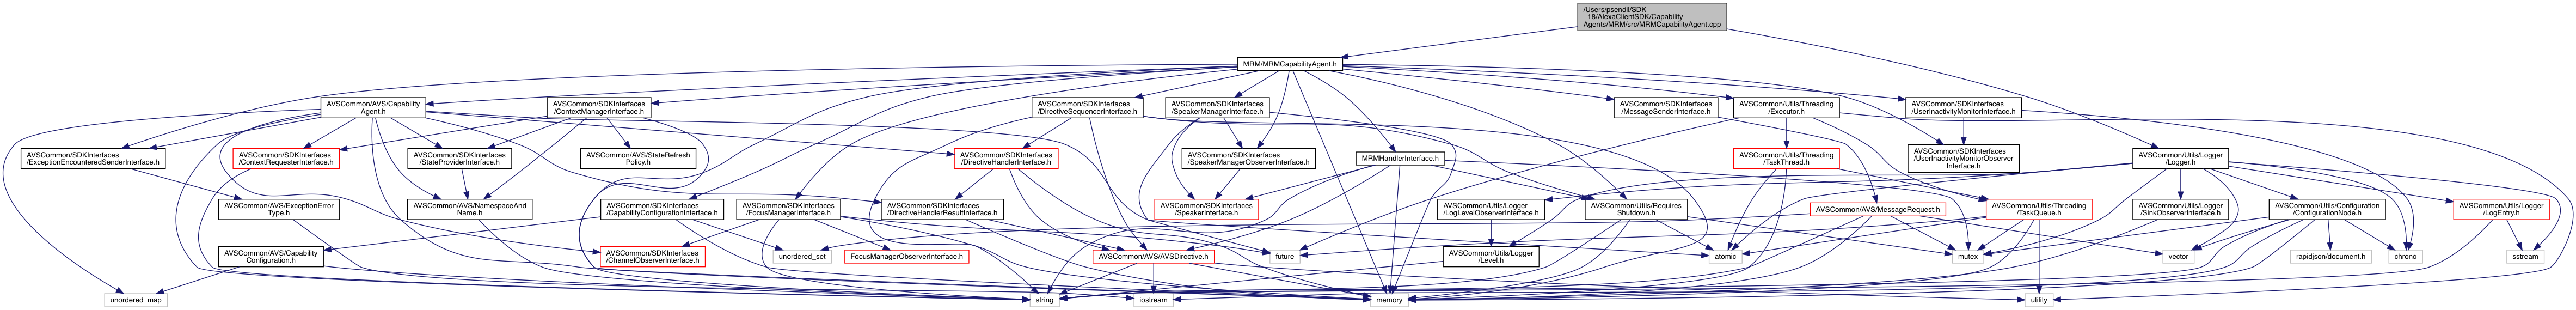 /Users/psendil/SDK
_18/AlexaClientSDK/Capability
Agents/MRM/src/MRMCapabilityAgent.cpp
MRM/MRMCapabilityAgent.h
AVSCommon/AVS/Capability
Agent.h
AVSCommon/SDKInterfaces
/ContextManagerInterface.h
AVSCommon/SDKInterfaces
/DirectiveSequencerInterface.h
AVSCommon/SDKInterfaces
/SpeakerManagerInterface.h
AVSCommon/SDKInterfaces
/MessageSenderInterface.h
AVSCommon/Utils/Threading
/Executor.h
AVSCommon/SDKInterfaces
/UserInactivityMonitorInterface.h
AVSCommon/SDKInterfaces
/ExceptionEncounteredSenderInterface.h
AVSCommon/SDKInterfaces
/ContextRequesterInterface.h
AVSCommon/SDKInterfaces
/StateProviderInterface.h
AVSCommon/AVS/StateRefresh
Policy.h
AVSCommon/SDKInterfaces
/DirectiveHandlerInterface.h
AVSCommon/SDKInterfaces
/SpeakerManagerObserverInterface.h
MRMHandlerInterface.h
AVSCommon/Utils/Threading
/TaskThread.h
AVSCommon/SDKInterfaces
/UserInactivityMonitorObserver
Interface.h
AVSCommon/Utils/Logger
/Logger.h
AVSCommon/AVS/ExceptionError
Type.h
AVSCommon/AVS/NamespaceAnd
Name.h
AVSCommon/SDKInterfaces
/CapabilityConfigurationInterface.h
AVSCommon/SDKInterfaces
/FocusManagerInterface.h
AVSCommon/SDKInterfaces
/DirectiveHandlerResultInterface.h
AVSCommon/SDKInterfaces
/SpeakerInterface.h
AVSCommon/Utils/Logger
/LogLevelObserverInterface.h
AVSCommon/Utils/Requires
Shutdown.h
AVSCommon/AVS/MessageRequest.h
AVSCommon/Utils/Threading
/TaskQueue.h
AVSCommon/Utils/Logger
/SinkObserverInterface.h
AVSCommon/Utils/Configuration
/ConfigurationNode.h
AVSCommon/Utils/Logger
/LogEntry.h
AVSCommon/AVS/Capability
Configuration.h
AVSCommon/SDKInterfaces
/ChannelObserverInterface.h
unordered_set
FocusManagerObserverInterface.h
AVSCommon/AVS/AVSDirective.h
future
AVSCommon/Utils/Logger
/Level.h
atomic
mutex
vector
rapidjson/document.h
chrono
sstream
unordered_map
string
iostream
memory
utility